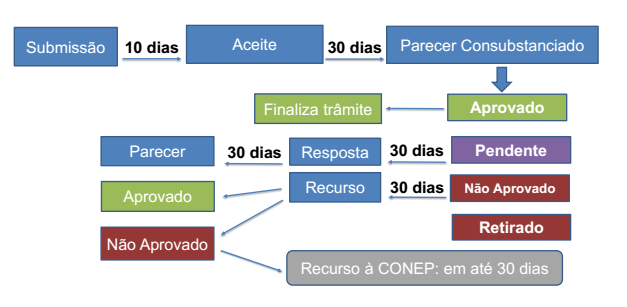 Submissão 10 dias Aceite 30 dias Parecer Consubstanciado
Finaliza trâmite Aprovado
Parecer 30 dias Resposta 30 dias Pendente
Aprovado Recurso 30 dias Não Aprovado
Não Aprovado Retirado
Recurso à CONEP: em até 30 dias